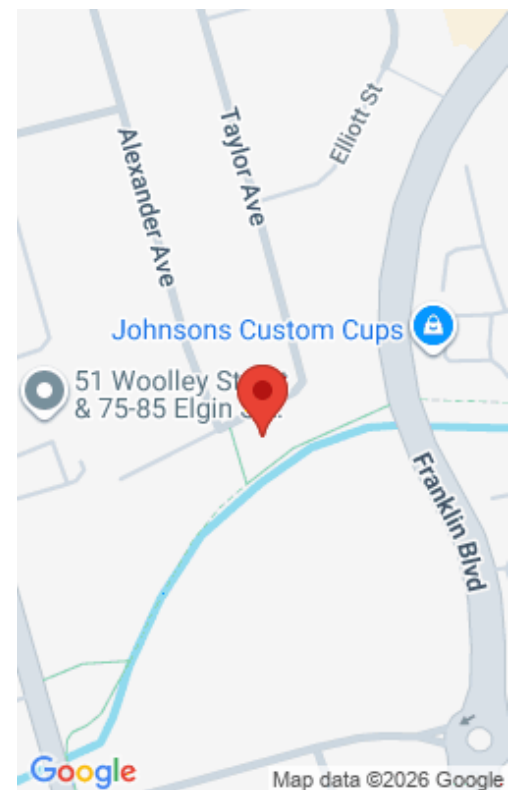 Elliott St
Taylor Ave
Alexander Ave
Johnsons Custom Cups
51 Woolley St
& 75-85 Elgin
Franklin Blvd
Google
Map data ©2026 Google